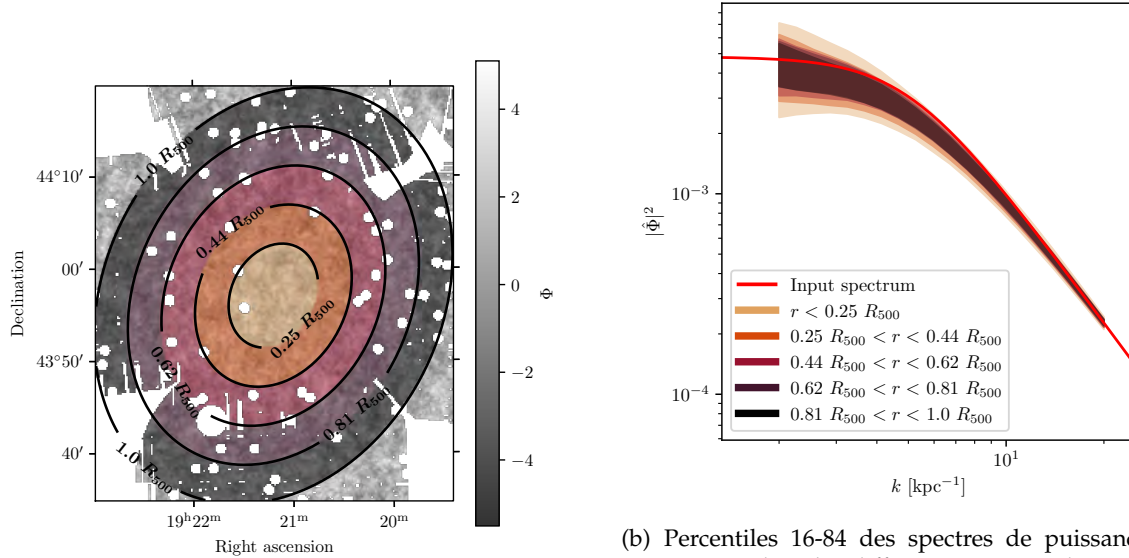 1.0 R500
0.44 R500
0.25 R500
0.62 R500
0.81 R500
1.0 R500
44°10′
00′
43°50′
40′
Declination
19ʰ22ᵐ
21ᵐ
20ᵐ
Right ascension
4
2
0
−2
−4
Φ
10⁻³
10⁻⁴
|Φ̂|²
Input spectrum
r < 0.25 R500
0.25 R500 < r < 0.44 R500
0.44 R500 < r < 0.62 R500
0.62 R500 < r < 0.81 R500
0.81 R500 < r < 1.0 R500
10¹
k [kpc⁻¹]
(b) Percentiles 16-84 des spectres de puissan